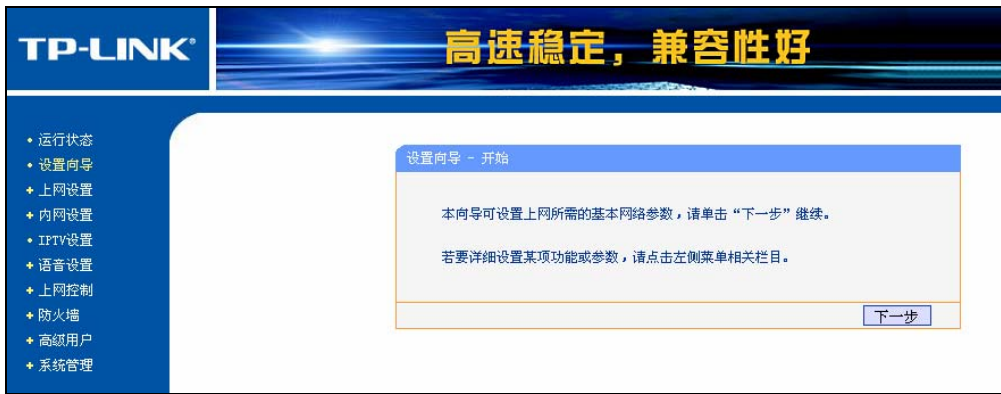 TP-LINK®
高速稳定，兼容性好
运行状态
设置向导
上网设置
内网设置
IPTV设置
语音设置
上网控制
防火墙
高级用户
系统管理
设置向导 - 开始
本向导可设置上网所需的基本网络参数，请单击“下一步”继续。
若要详细设置某项功能或参数，请点击左侧菜单相关栏目。
下一步